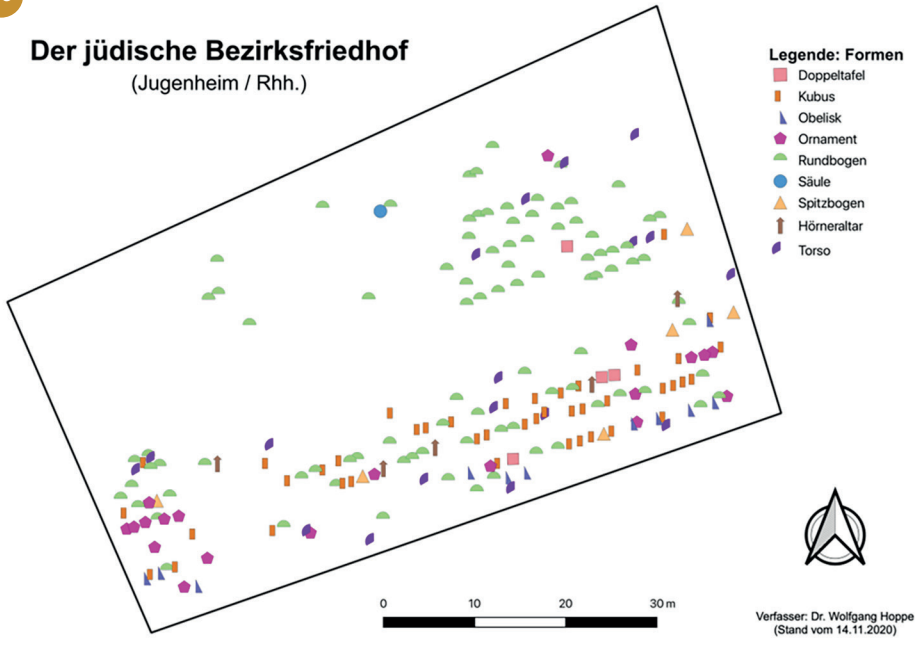 Der jüdische Bezirksfriedhof
(Jugenheim / Rhh.)
Legende: Formen
Doppeltafel
Kubus
Obelisk
Ornament
Rundbogen
Säule
Spitzbogen
Hörneraltar
Torso
0 10 20 30 m
Verfasser: Dr. Wolfgang Hoppe
(Stand vom 14.11.2020)